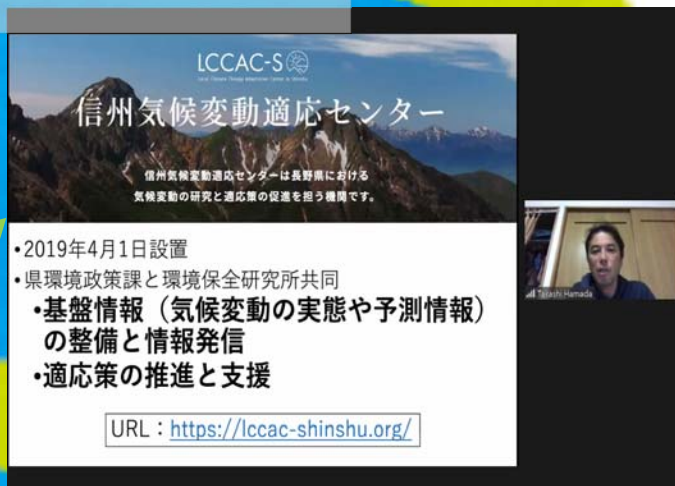 LCCAC-S
Local Climate Change Adaptation Center in Shinshu
信州気候変動適応センター
信州気候変動適応センターは長野県における
気候変動の研究と適応策の促進を担う機関です。
•2019年4月1日設置
•県環境政策課と環境保全研究所共同
•基盤情報（気候変動の実態や予測情報）
の整備と情報発信
•適応策の推進と支援
URL：https://lccac-shinshu.org/
Takashi Hamada